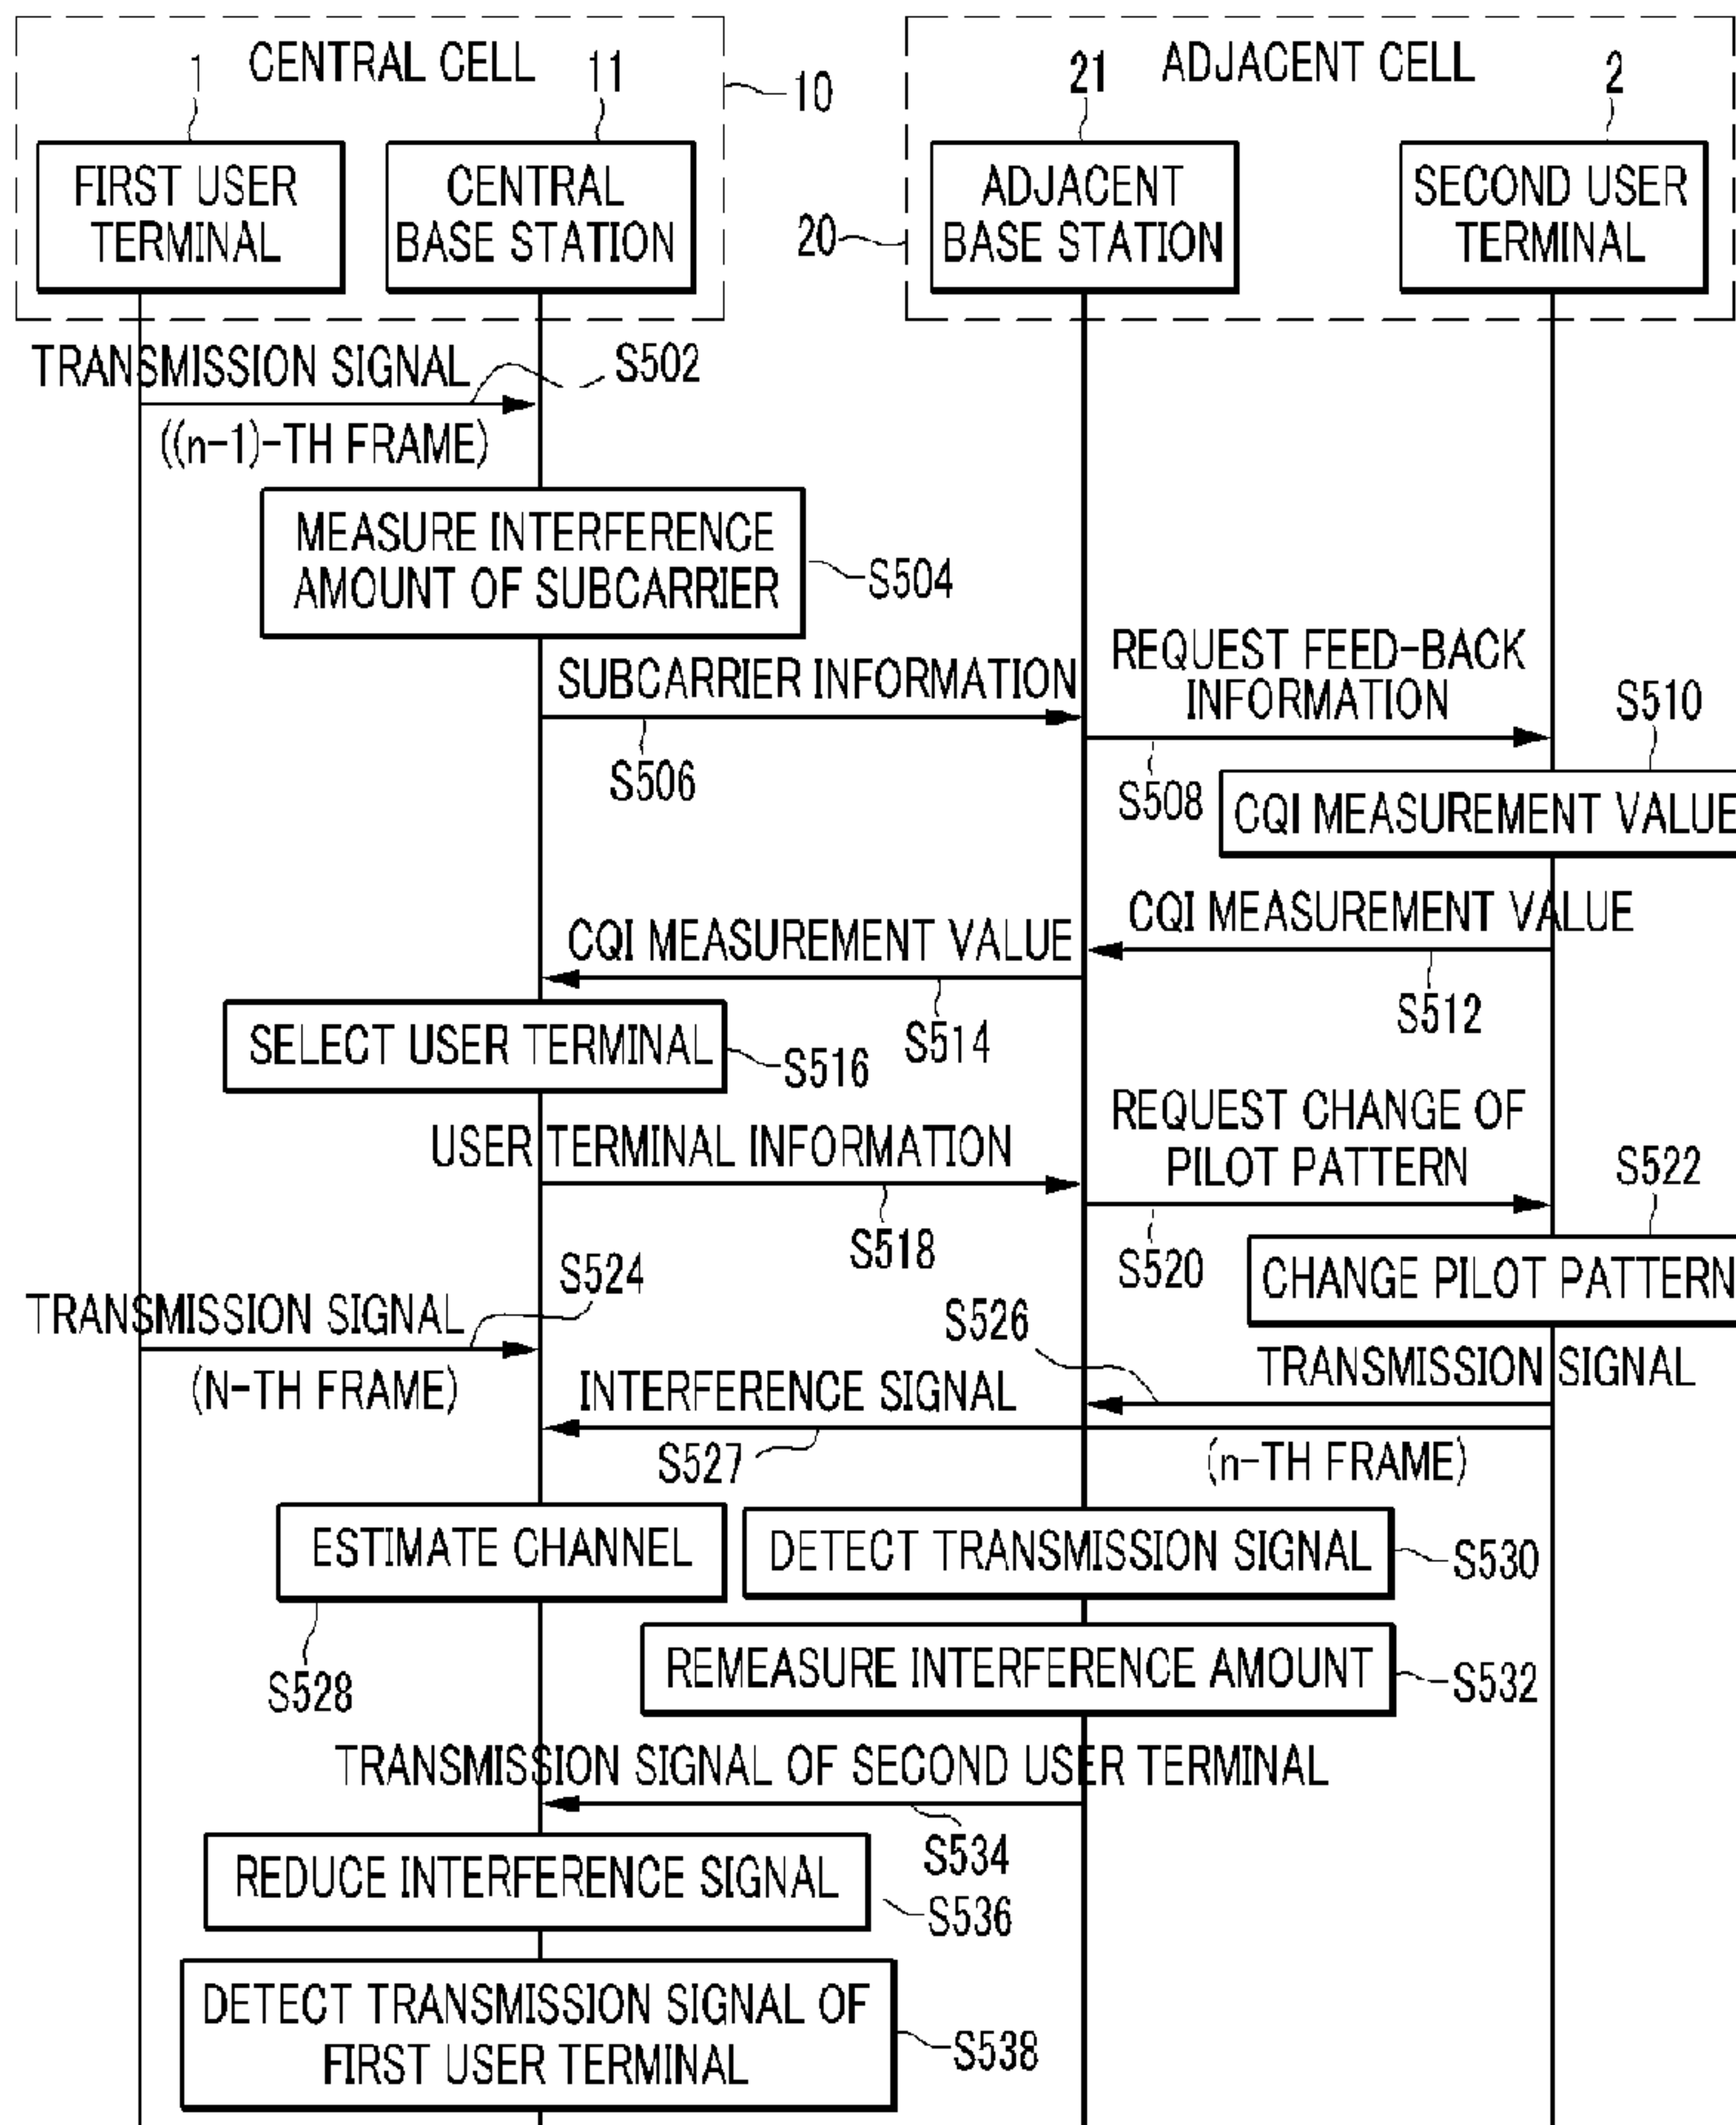 CENTRAL CELL
1
11
10
ADJACENT CELL
21
2
20
FIRST USER
TERMINAL
CENTRAL
BASE STATION
ADJACENT
BASE STATION
SECOND USER
TERMINAL
TRANSMISSION SIGNAL
S502
((n-1)-TH FRAME)
MEASURE INTERFERENCE
AMOUNT OF SUBCARRIER
S504
SUBCARRIER INFORMATION
S506
REQUEST FEED-BACK
INFORMATION
S508
S510
CQI MEASUREMENT VALUE
CQI MEASUREMENT VALUE
S512
CQI MEASUREMENT VALUE
S514
SELECT USER TERMINAL
S516
USER TERMINAL INFORMATION
S518
REQUEST CHANGE OF
PILOT PATTERN
S520
S522
CHANGE PILOT PATTERN
S524
TRANSMISSION SIGNAL
(N-TH FRAME)
S526
TRANSMISSION SIGNAL
INTERFERENCE SIGNAL
S527
(n-TH FRAME)
ESTIMATE CHANNEL
S528
DETECT TRANSMISSION SIGNAL
S530
REMEASURE INTERFERENCE AMOUNT
S532
TRANSMISSION SIGNAL OF SECOND USER TERMINAL
S534
REDUCE INTERFERENCE SIGNAL
S536
DETECT TRANSMISSION SIGNAL OF
FIRST USER TERMINAL
S538